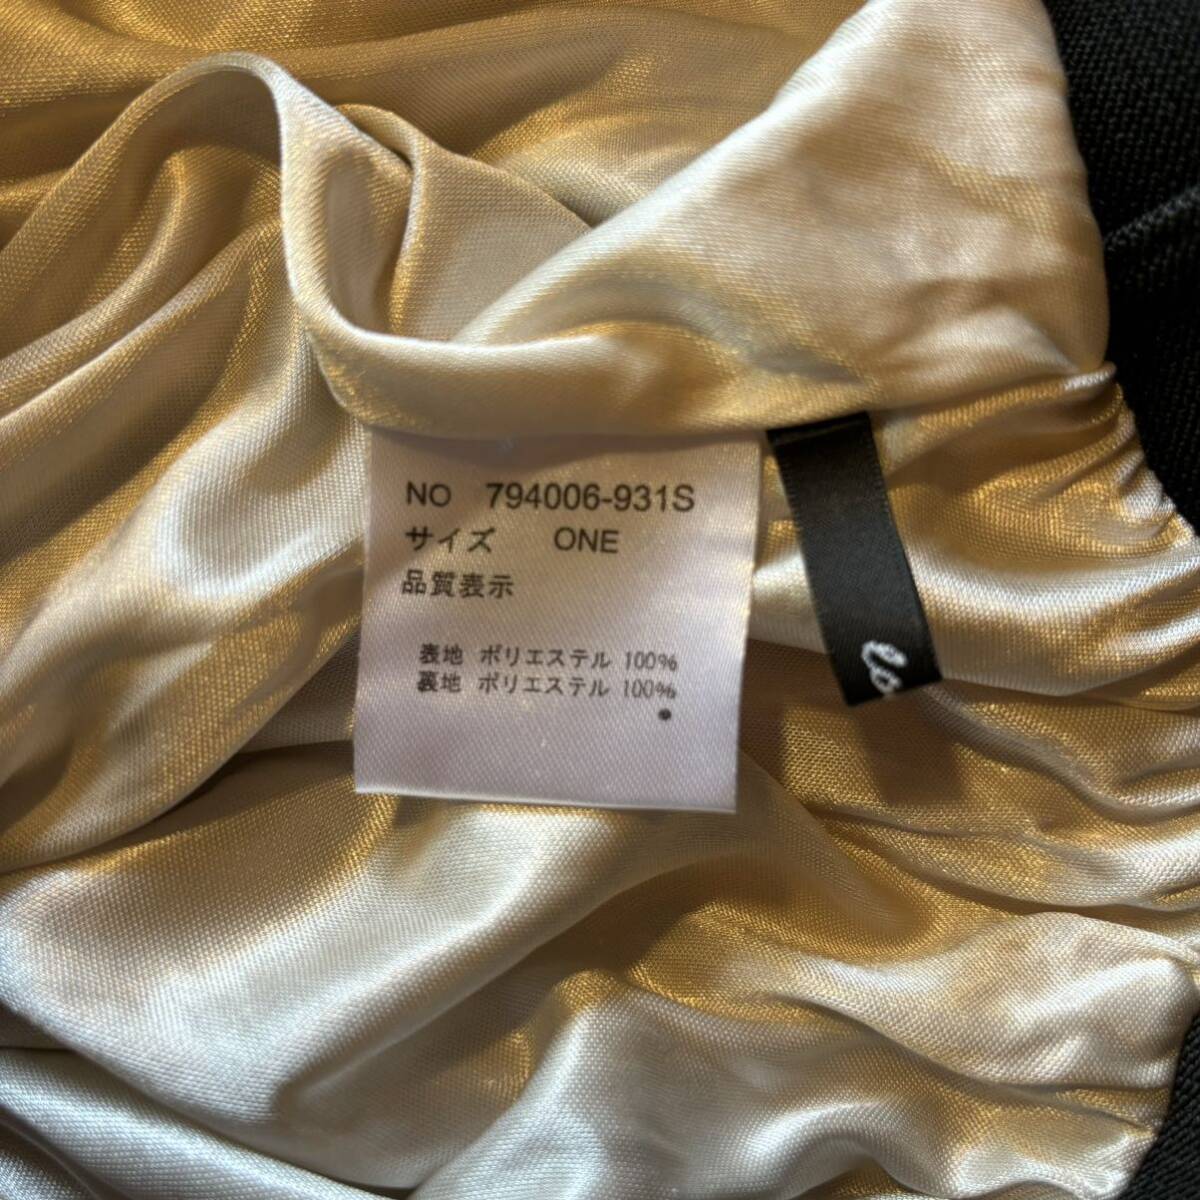 NO 794006-931S
サイズ ONE
品質表示
表地 ポリエステル 100%
裏地 ポリエステル 100%